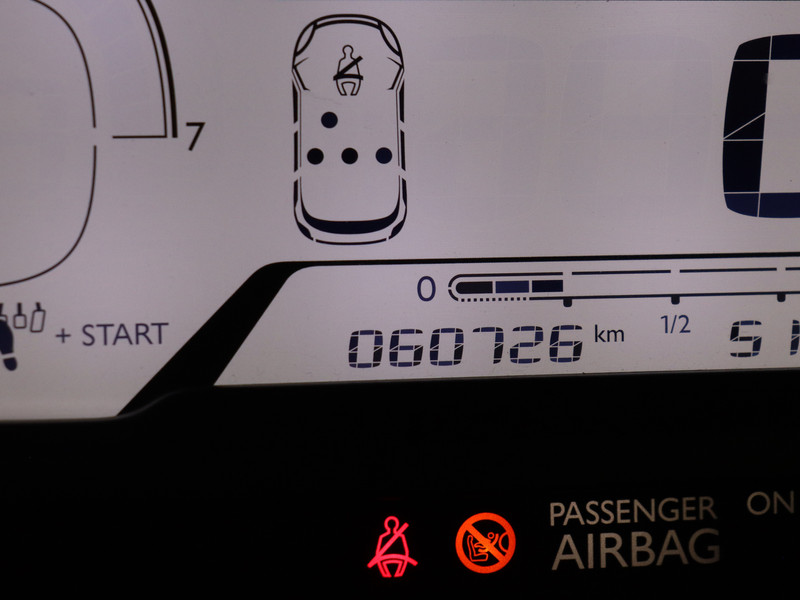 7
0
+ START
1/2
060726 km
PASSENGER ON
AIRBAG